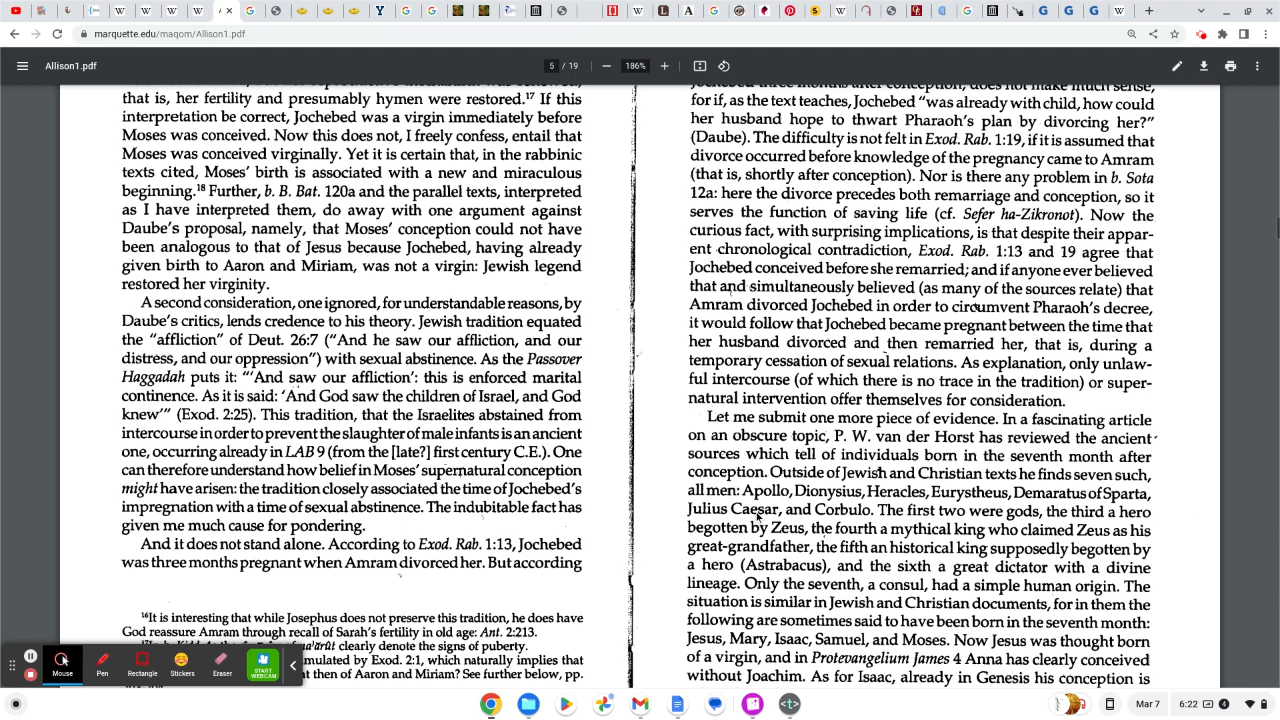 marquette.edu/maqom/Allison1.pdf
Allison1.pdf
5 / 19
186%
that is, her fertility and presumably hymen were restored.17 If this
interpretation be correct, Jochebed was a virgin immediately before
Moses was conceived. Now this does not, I freely confess, entail that
Moses was conceived virginally. Yet it is certain that, in the rabbinic
texts cited, Moses' birth is associated with a new and miraculous
beginning.18 Further, b. B. Bat. 120a and the parallel texts, interpreted
as I have interpreted them, do away with one argument against
Daube's proposal, namely, that Moses' conception could not have
been analogous to that of Jesus because Jochebed, having already
given birth to Aaron and Miriam, was not a virgin: Jewish legend
restored her virginity.
A second consideration, one ignored, for understandable reasons, by
Daube's critics, lends credence to his theory. Jewish tradition equated
the "affliction" of Deut. 26:7 ("And he saw our affliction, and our
distress, and our oppression") with sexual abstinence. As the Passover
Haggadah puts it: "'And saw our affliction': this is enforced marital
continence. As it is said: 'And God saw the children of Israel, and God
knew'" (Exod. 2:25). This tradition, that the Israelites abstained from
intercourse in order to prevent the slaughter of male infants is an ancient
one, occurring already in LAB 9 (from the [late?] first century C.E.). One
can therefore understand how belief in Moses' supernatural conception
might have arisen: the tradition closely associated the time of Jochebed's
impregnation with a time of sexual abstinence. The indubitable fact has
given me much cause for pondering.
And it does not stand alone. According to Exod. Rab. 1:13, Jochebed
was three months pregnant when Amram divorced her. But according
16It is interesting that while Josephus does not preserve this tradition, he does have
God reassure Amram through recall of Sarah's fertility in old age: Ant. 2:213.
clearly denote the signs of puberty.
mulated by Exod. 2:1, which naturally implies that
t then of Aaron and Miriam? See further below, pp.
Jochebed three months after conception, does not make much sense,
for if, as the text teaches, Jochebed "was already with child, how could
her husband hope to thwart Pharaoh's plan by divorcing her?"
(Daube). The difficulty is not felt in Exod. Rab. 1:19, if it is assumed that
divorce occurred before knowledge of the pregnancy came to Amram
(that is, shortly after conception). Nor is there any problem in b. Sota
12a: here the divorce precedes both remarriage and conception, so it
serves the function of saving life (cf. Sefer ha-Zikronot). Now the
curious fact, with surprising implications, is that despite their appar-
ent chronological contradiction, Exod. Rab. 1:13 and 19 agree that
Jochebed conceived before she remarried; and if anyone ever believed
that and simultaneously believed (as many of the sources relate) that
Amram divorced Jochebed in order to circumvent Pharaoh's decree,
it would follow that Jochebed became pregnant between the time that
her husband divorced and then remarried her, that is, during a
temporary cessation of sexual relations. As explanation, only unlaw-
ful intercourse (of which there is no trace in the tradition) or super-
natural intervention offer themselves for consideration.
Let me submit one more piece of evidence. In a fascinating article
on an obscure topic, P. W. van der Horst has reviewed the ancient
sources which tell of individuals born in the seventh month after
conception. Outside of Jewish and Christian texts he finds seven such,
all men: Apollo, Dionysius, Heracles, Eurystheus, Demaratus of Sparta,
Julius Caesar, and Corbulo. The first two were gods, the third a hero
begotten by Zeus, the fourth a mythical king who claimed Zeus as his
great-grandfather, the fifth an historical king supposedly begotten by
a hero (Astrabacus), and the sixth a great dictator with a divine
lineage. Only the seventh, a consul, had a simple human origin. The
situation is similar in Jewish and Christian documents, for in them the
following are sometimes said to have been born in the seventh month:
Jesus, Mary, Isaac, Samuel, and Moses. Now Jesus was thought born
of a virgin, and in Protevangelium James 4 Anna has clearly conceived
without Joachim. As for Isaac, already in Genesis his conception is
Mouse
Pen
Rectangle
Stickers
Eraser
START
WEBCAM
Mar 7
6:22
4